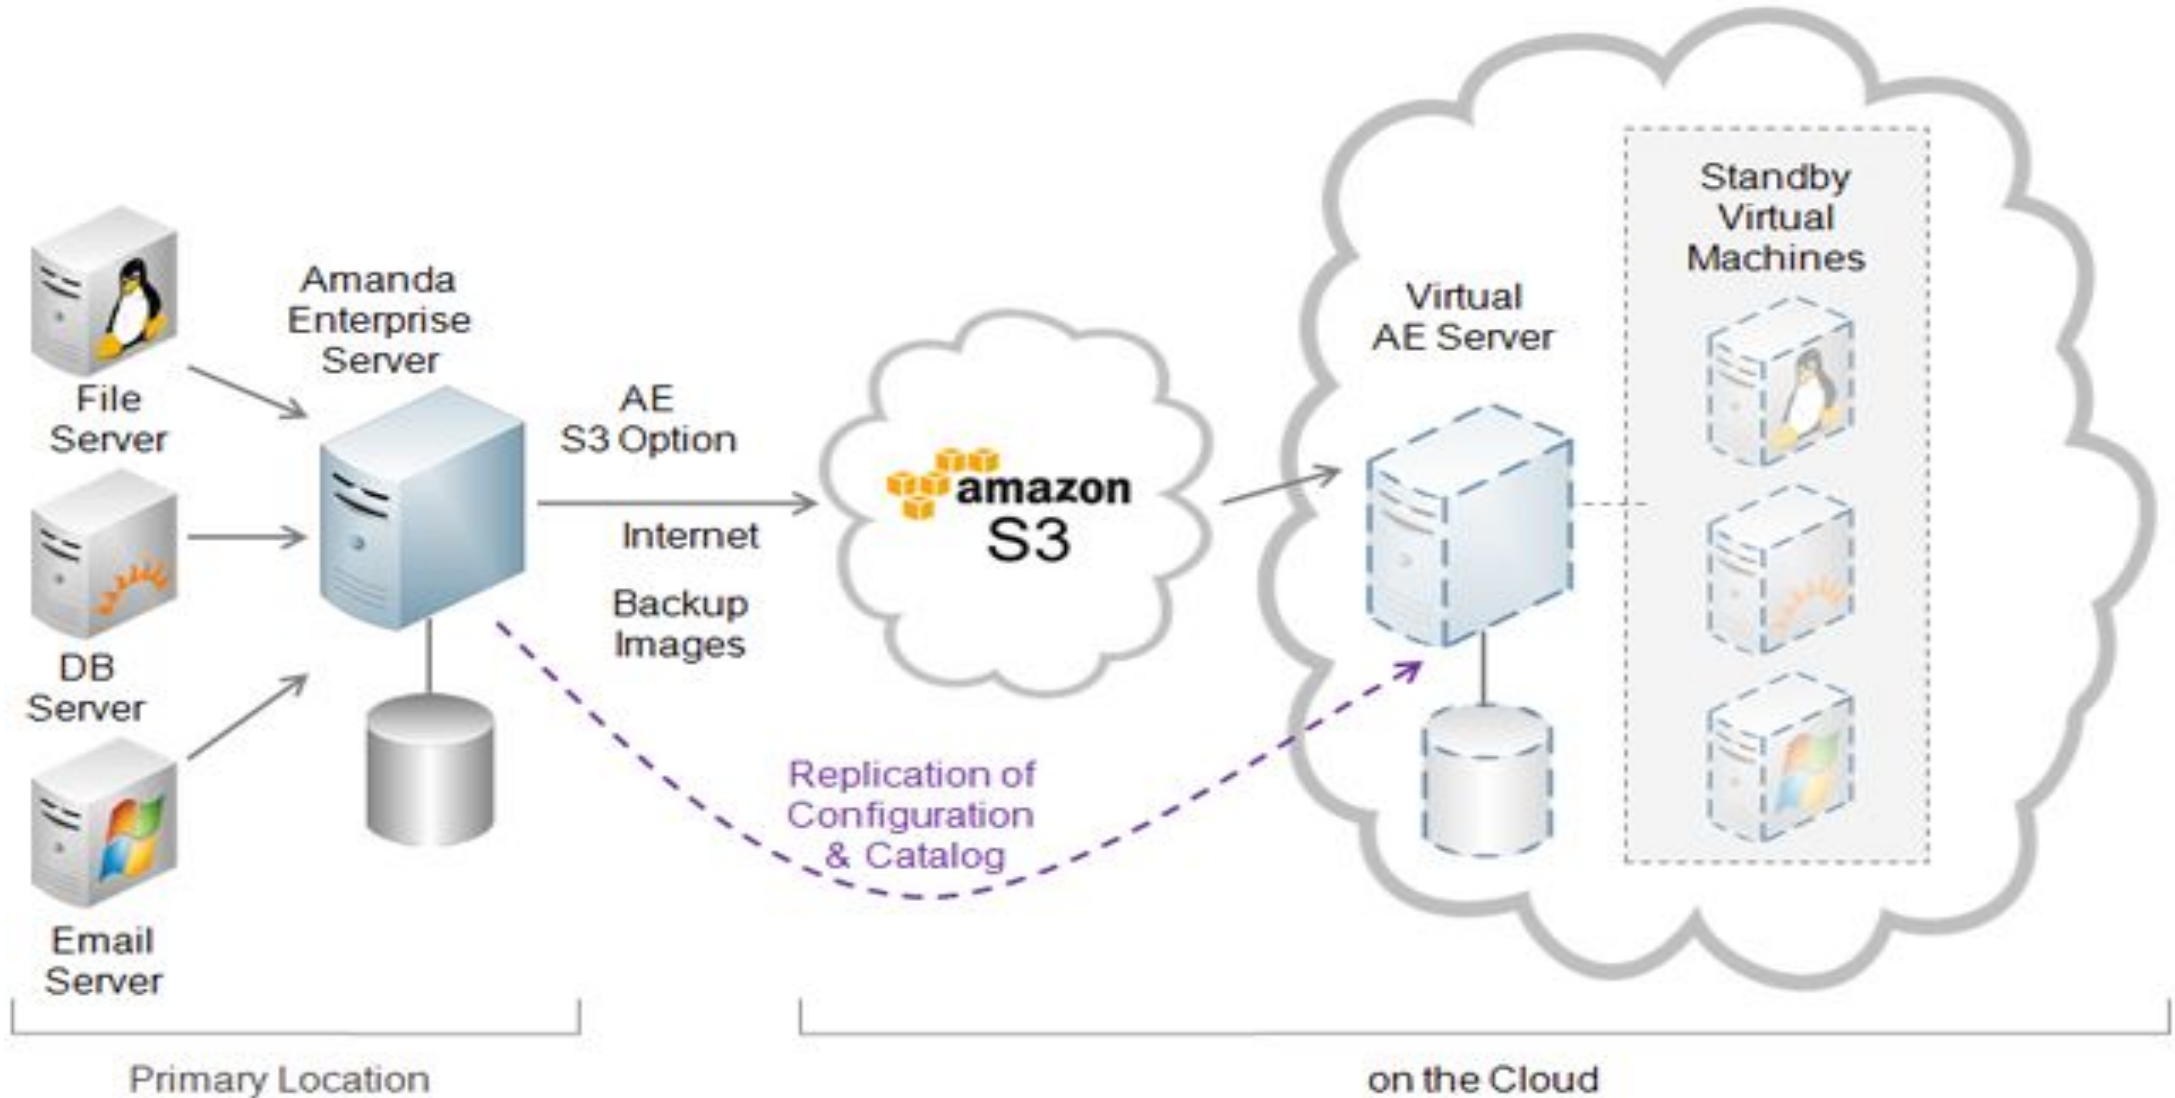 File
Server
DB
Server
Email
Server
Amanda
Enterprise
Server
AE
S3 Option
Internet
Backup
Images
amazon
S3
Replication of
Configuration
& Catalog
Virtual
AE Server
Standby
Virtual
Machines
Primary Location
on the Cloud